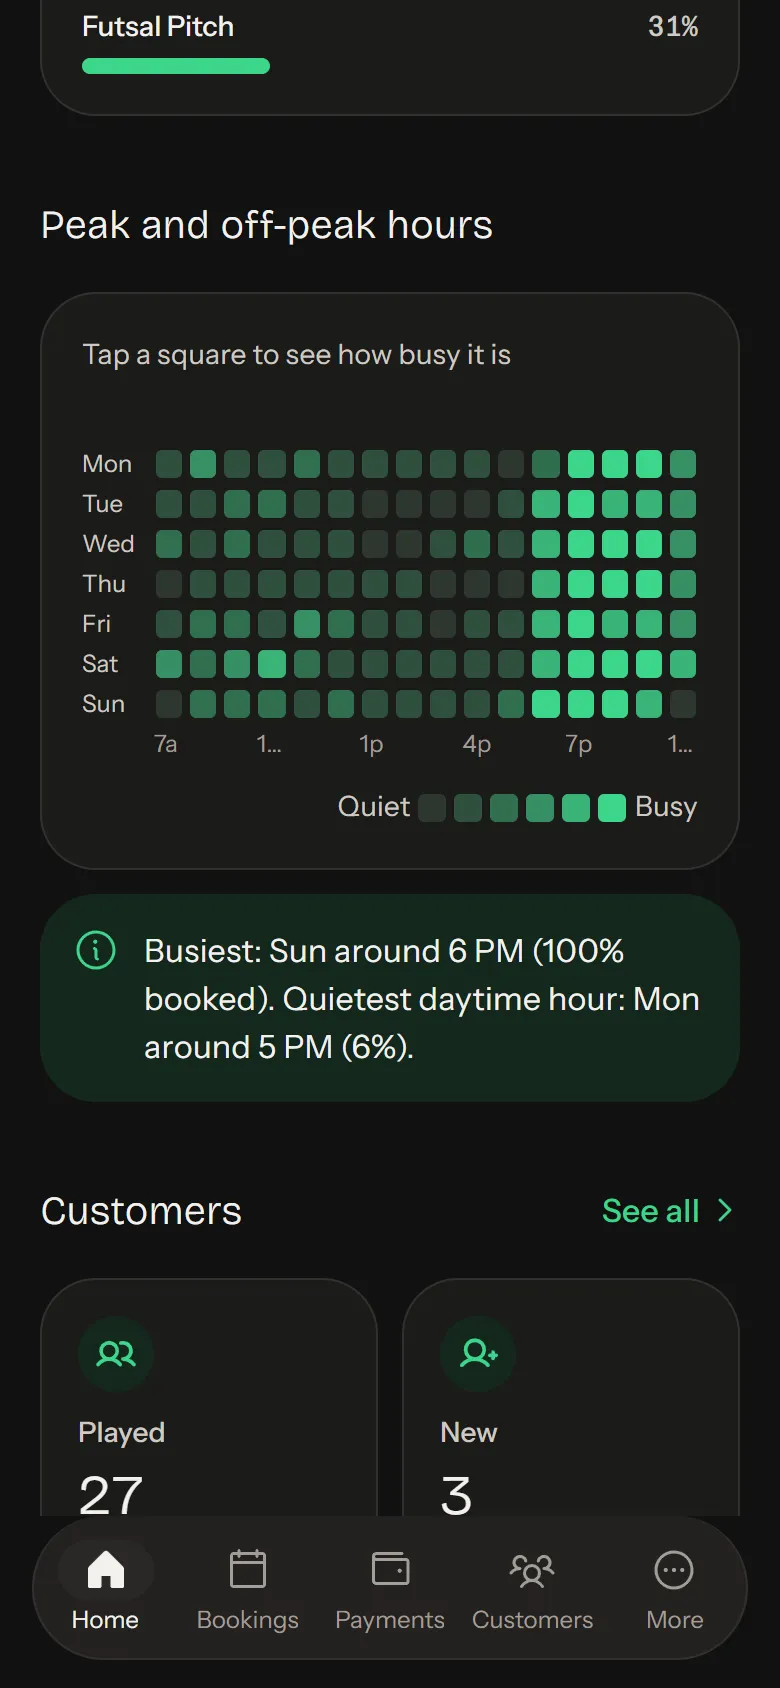 Futsal Pitch 31%
Peak and off-peak hours
Tap a square to see how busy it is
Mon
Tue
Wed
Thu
Fri
Sat
Sun
7a 1... 1p 4p 7p 1...
Quiet Busy
Busiest: Sun around 6 PM (100%
booked). Quietest daytime hour: Mon
around 5 PM (6%).
Customers See all
Played New
27 3
Home Bookings Payments Customers More